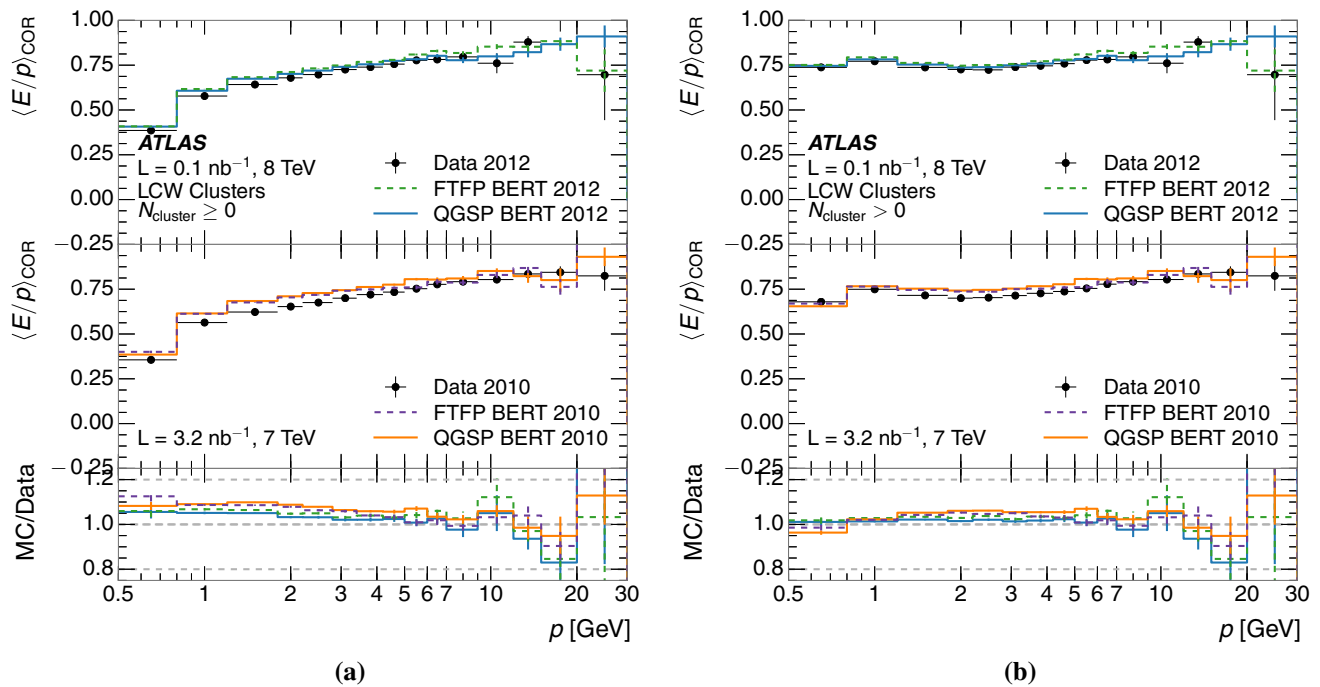 1.00
0.75
0.50
0.25
0.00
−0.25
⟨E/p⟩COR
ATLAS
L = 0.1 nb−1, 8 TeV
LCW Clusters
Ncluster ≥ 0
Data 2012
FTFP BERT 2012
QGSP BERT 2012
0.75
0.50
0.25
0.00
−0.25
⟨E/p⟩COR
L = 3.2 nb−1, 7 TeV
Data 2010
FTFP BERT 2010
QGSP BERT 2010
1.2
1.0
0.8
MC/Data
0.5 1 2 3 4 5 6 7 10 20 30
p [GeV]
(a)
1.00
0.75
0.50
0.25
0.00
−0.25
⟨E/p⟩COR
ATLAS
L = 0.1 nb−1, 8 TeV
LCW Clusters
Ncluster > 0
Data 2012
FTFP BERT 2012
QGSP BERT 2012
0.75
0.50
0.25
0.00
−0.25
⟨E/p⟩COR
L = 3.2 nb−1, 7 TeV
Data 2010
FTFP BERT 2010
QGSP BERT 2010
1.2
1.0
0.8
MC/Data
0.5 1 2 3 4 5 6 7 10 20 30
p [GeV]
(b)